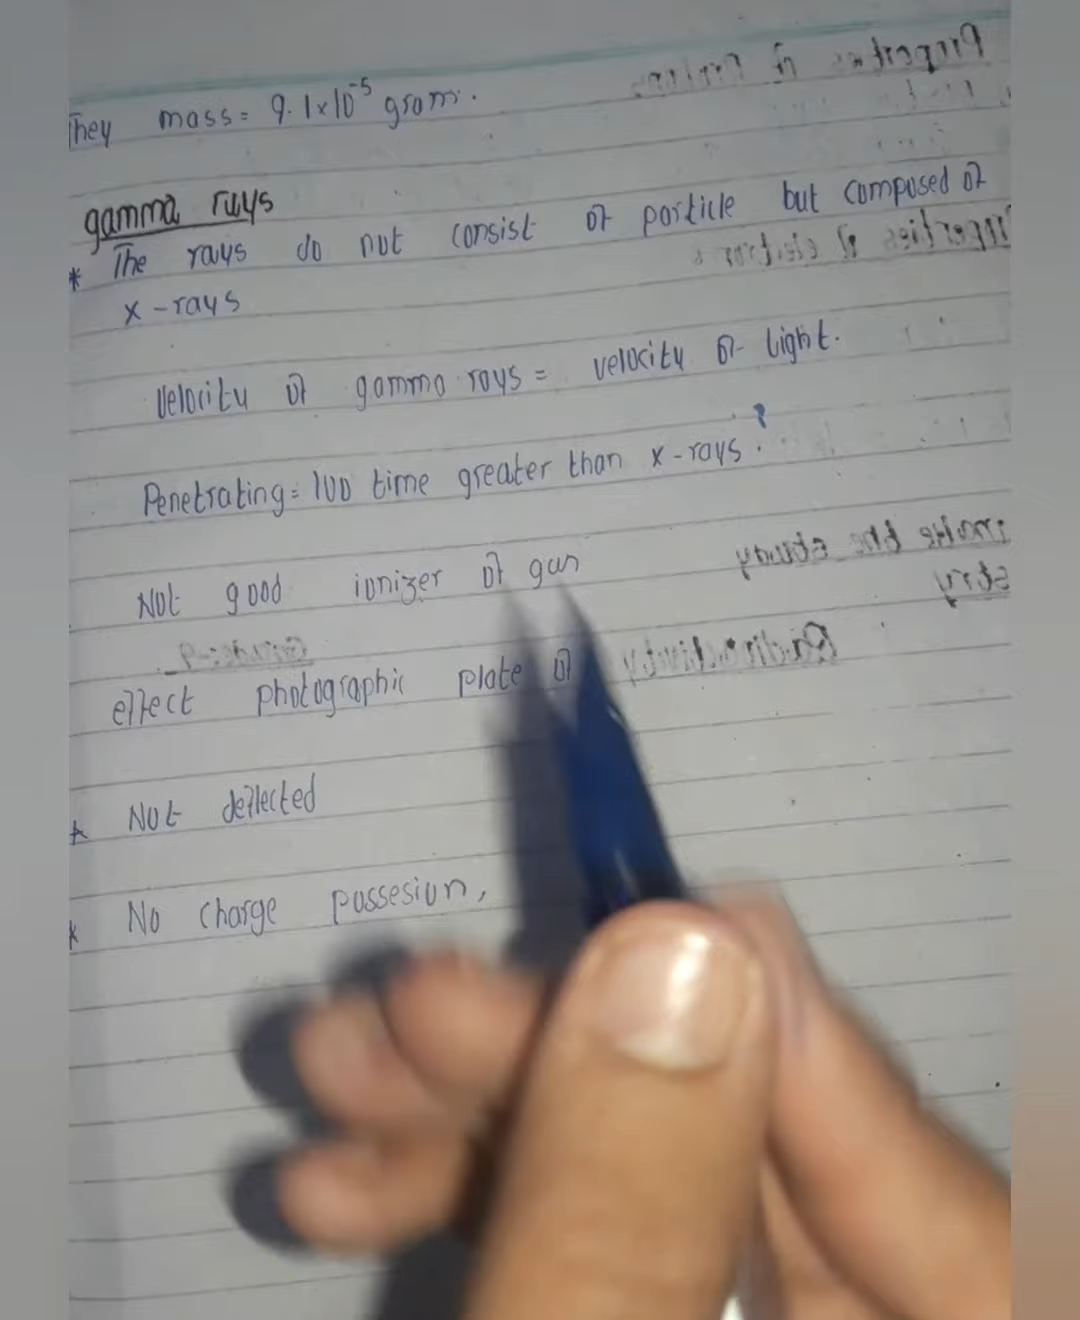 They mass = 9.1x10⁻⁵ gram.
gamma rays
* The rays do not consist of particle but composed of
x-rays
Velocity of gamma rays = velocity of light.
Penetrating = 100 time greater than x-rays.
Not good ionizer of gas
effect photographic plate of
* Not deflected
* No charge possesion,